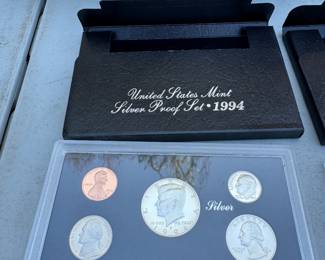 United States Mint
Silver Proof Set • 1994
Silver